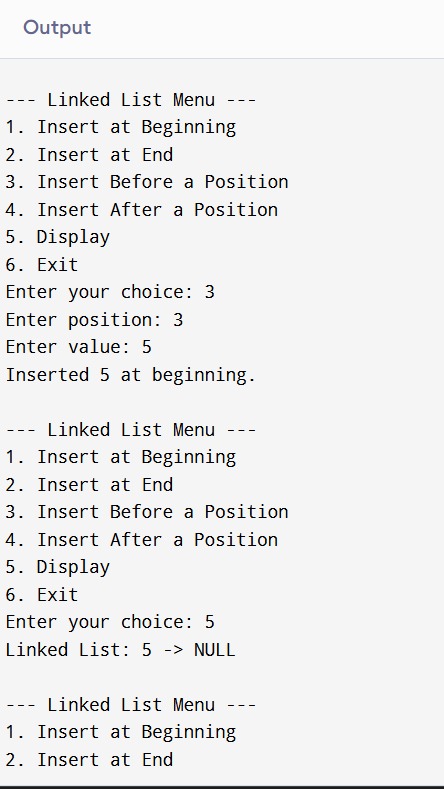 Output
--- Linked List Menu ---
1. Insert at Beginning
2. Insert at End
3. Insert Before a Position
4. Insert After a Position
5. Display
6. Exit
Enter your choice: 3
Enter position: 3
Enter value: 5
Inserted 5 at beginning.
--- Linked List Menu ---
1. Insert at Beginning
2. Insert at End
3. Insert Before a Position
4. Insert After a Position
5. Display
6. Exit
Enter your choice: 5
Linked List: 5 -> NULL
--- Linked List Menu ---
1. Insert at Beginning
2. Insert at End